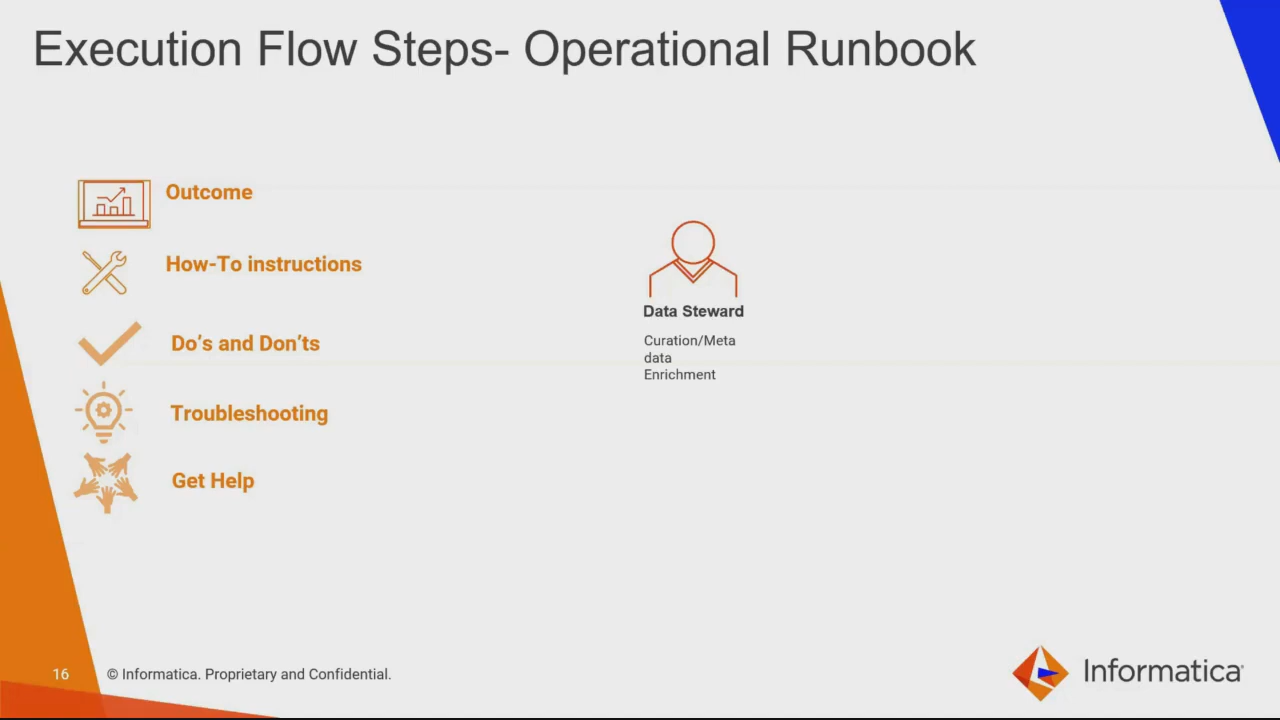 Execution Flow Steps- Operational Runbook
Outcome
How-To instructions
Do’s and Don’ts
Troubleshooting
Get Help
Data Steward
Curation/Meta
data
Enrichment
16
© Informatica. Proprietary and Confidential.
Informatica